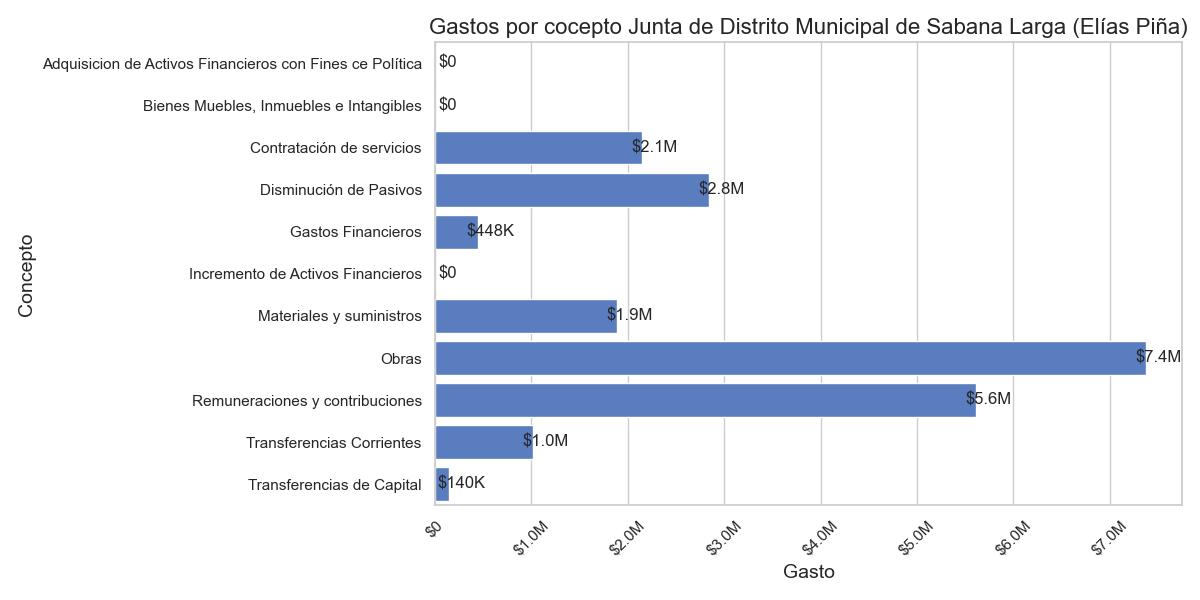 Gastos por cocepto Junta de Distrito Municipal de Sabana Larga (Elías Piña)
Concepto
Adquisicion de Activos Financieros con Fines ce Política $0
Bienes Muebles, Inmuebles e Intangibles $0
Contratación de servicios $2.1M
Disminución de Pasivos $2.8M
Gastos Financieros $448K
Incremento de Activos Financieros $0
Materiales y suministros $1.9M
Obras $7.4M
Remuneraciones y contribuciones $5.6M
Transferencias Corrientes $1.0M
Transferencias de Capital $140K
$0 $1.0M $2.0M $3.0M $4.0M $5.0M $6.0M $7.0M
Gasto